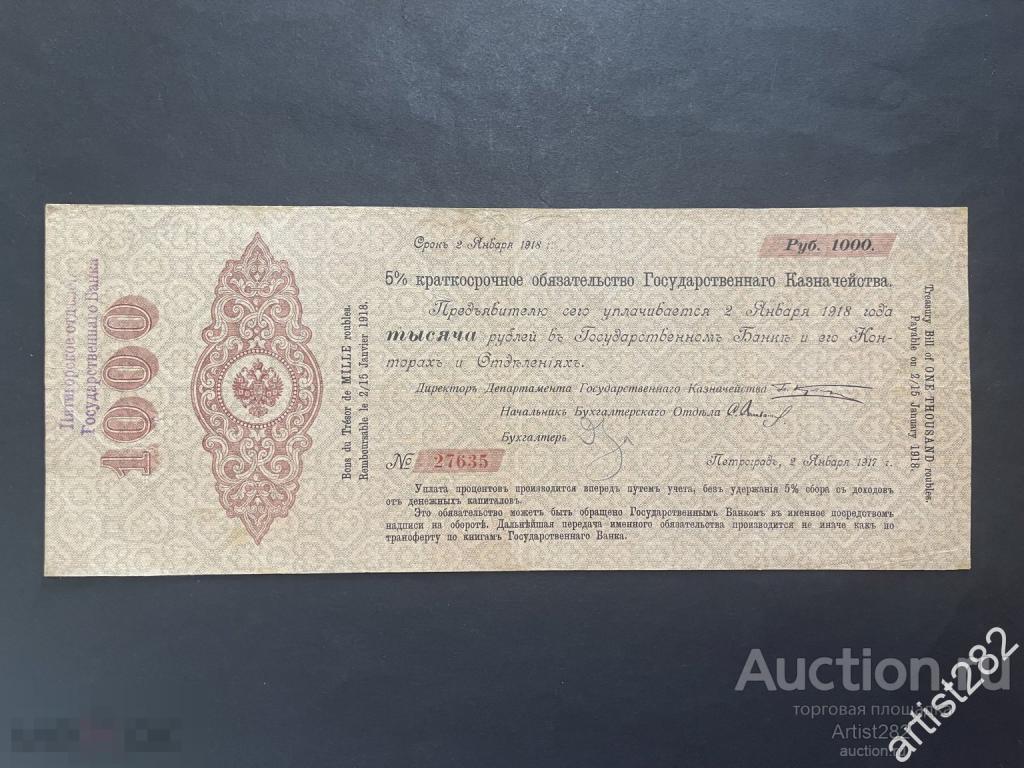 Пятигорское отдел
Государственнаго Банка
1000
Bons du Trésor de MILLE roubles.
Remboursable le 2/15 Janvier 1918.
Срокъ 2 Января 1918 г.
Руб. 1000.
5% краткосрочное обязательство Государственнаго Казначейства.
Предъявителю сего уплачивается 2 Января 1918 года
тысяча рублей въ Государственномъ Банкѣ и его Кон-
торахъ и Отдѣленіяхъ.
Директоръ Департамента Государственнаго Казначейства
Начальникъ Бухгалтерскаго Отдѣла
Бухгалтеръ
№ 27635
Петроградъ, 2 Января 1917 г.
Уплата процентовъ производится впередъ путемъ учета, безъ удержанія 5% сбора съ доходовъ
отъ денежныхъ капиталовъ.
Это обязательство можетъ быть обращено Государственнымъ Банкомъ въ именное посредствомъ
надписи на оборотѣ. Дальнѣйшая передача именного обязательства производится не иначе какъ по
трансферту по книгамъ Государственнаго Банка.
Treasury Bill of ONE THOUSAND roubles
Payable on 2/15 January 1918.
Auction.ru
торговая площадка
Artist282
auction.ru
artist282